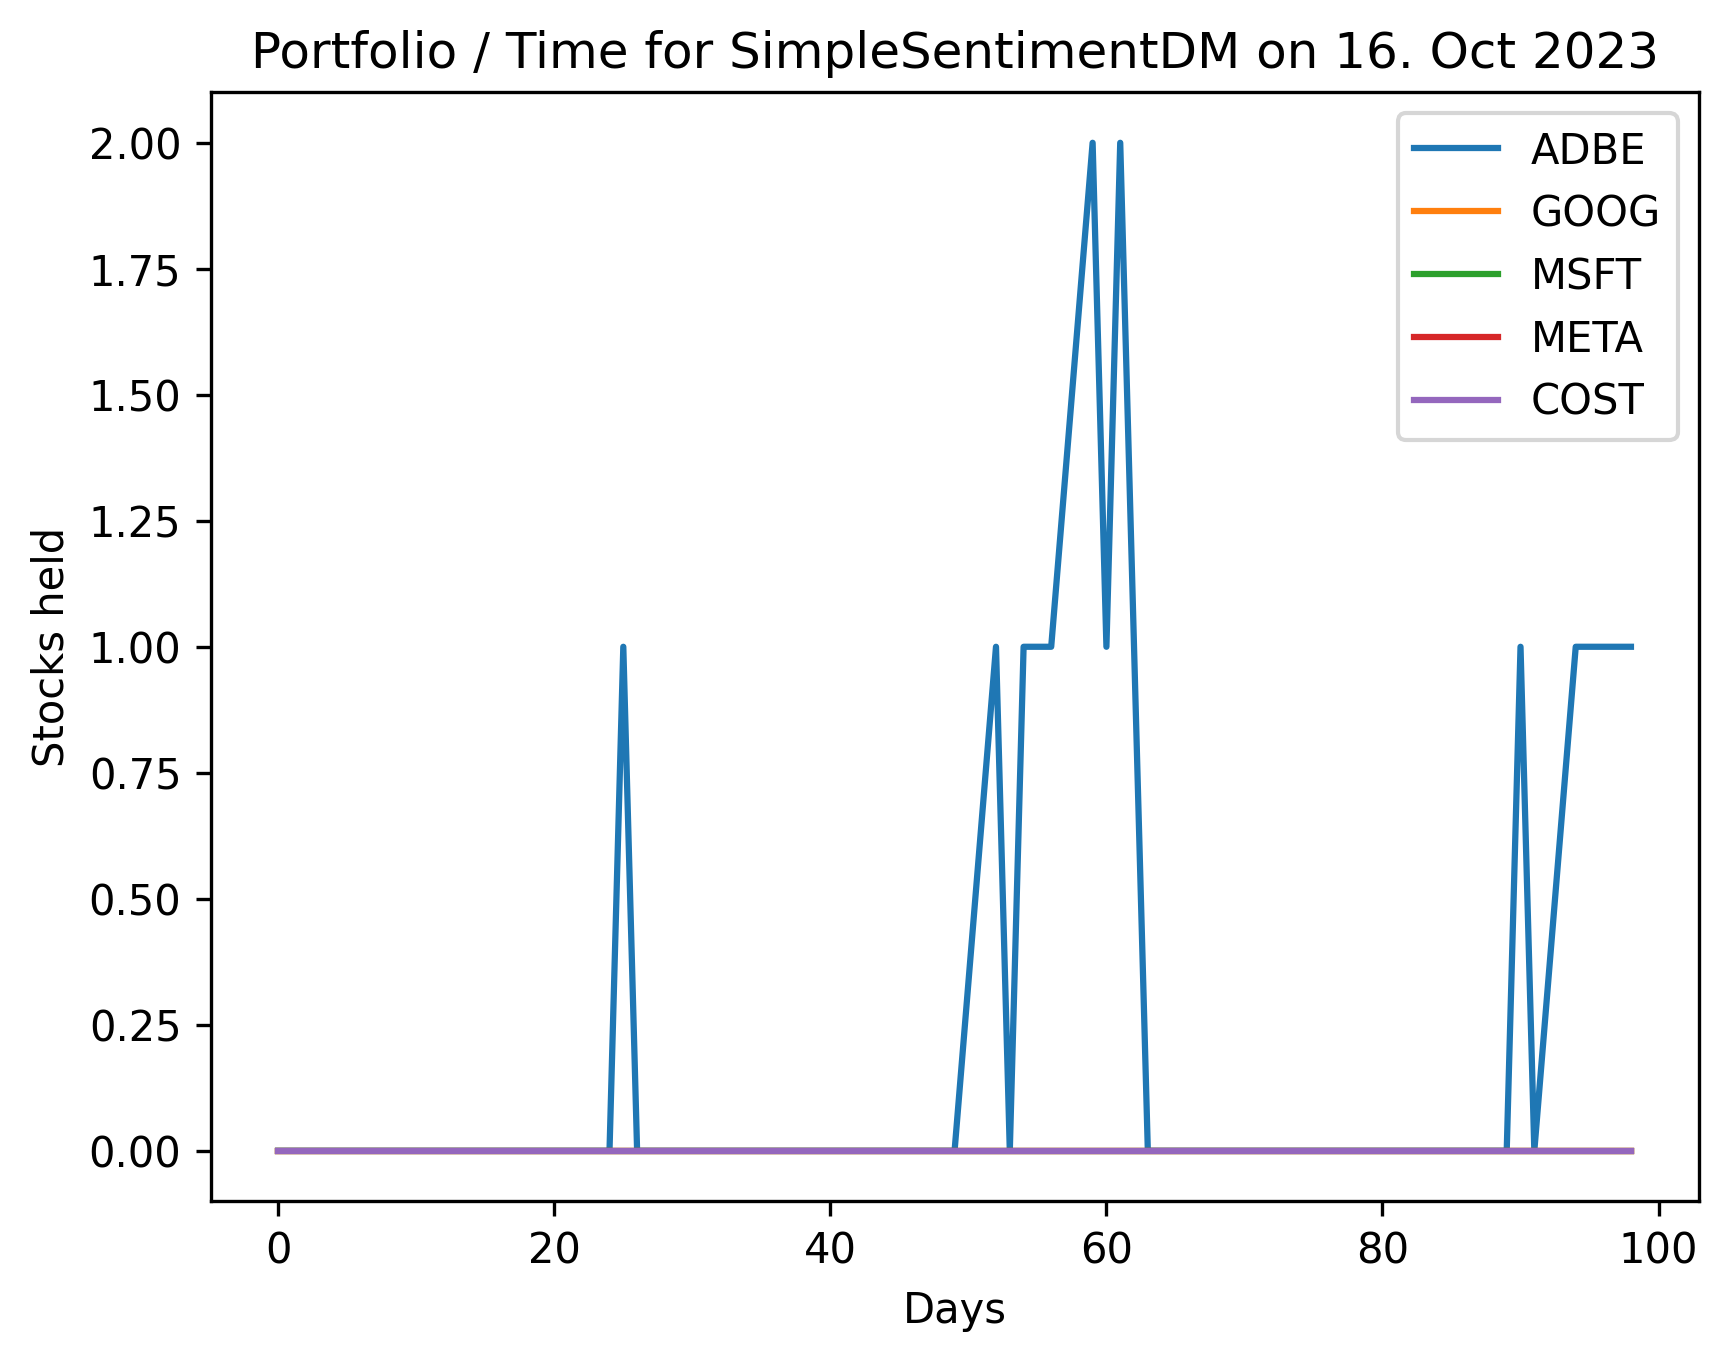 Portfolio / Time for SimpleSentimentDM on 16. Oct 2023
ADBE
GOOG
MSFT
META
COST
Stocks held
2.00
1.75
1.50
1.25
1.00
0.75
0.50
0.25
0.00
0 20 40 60 80 100
Days